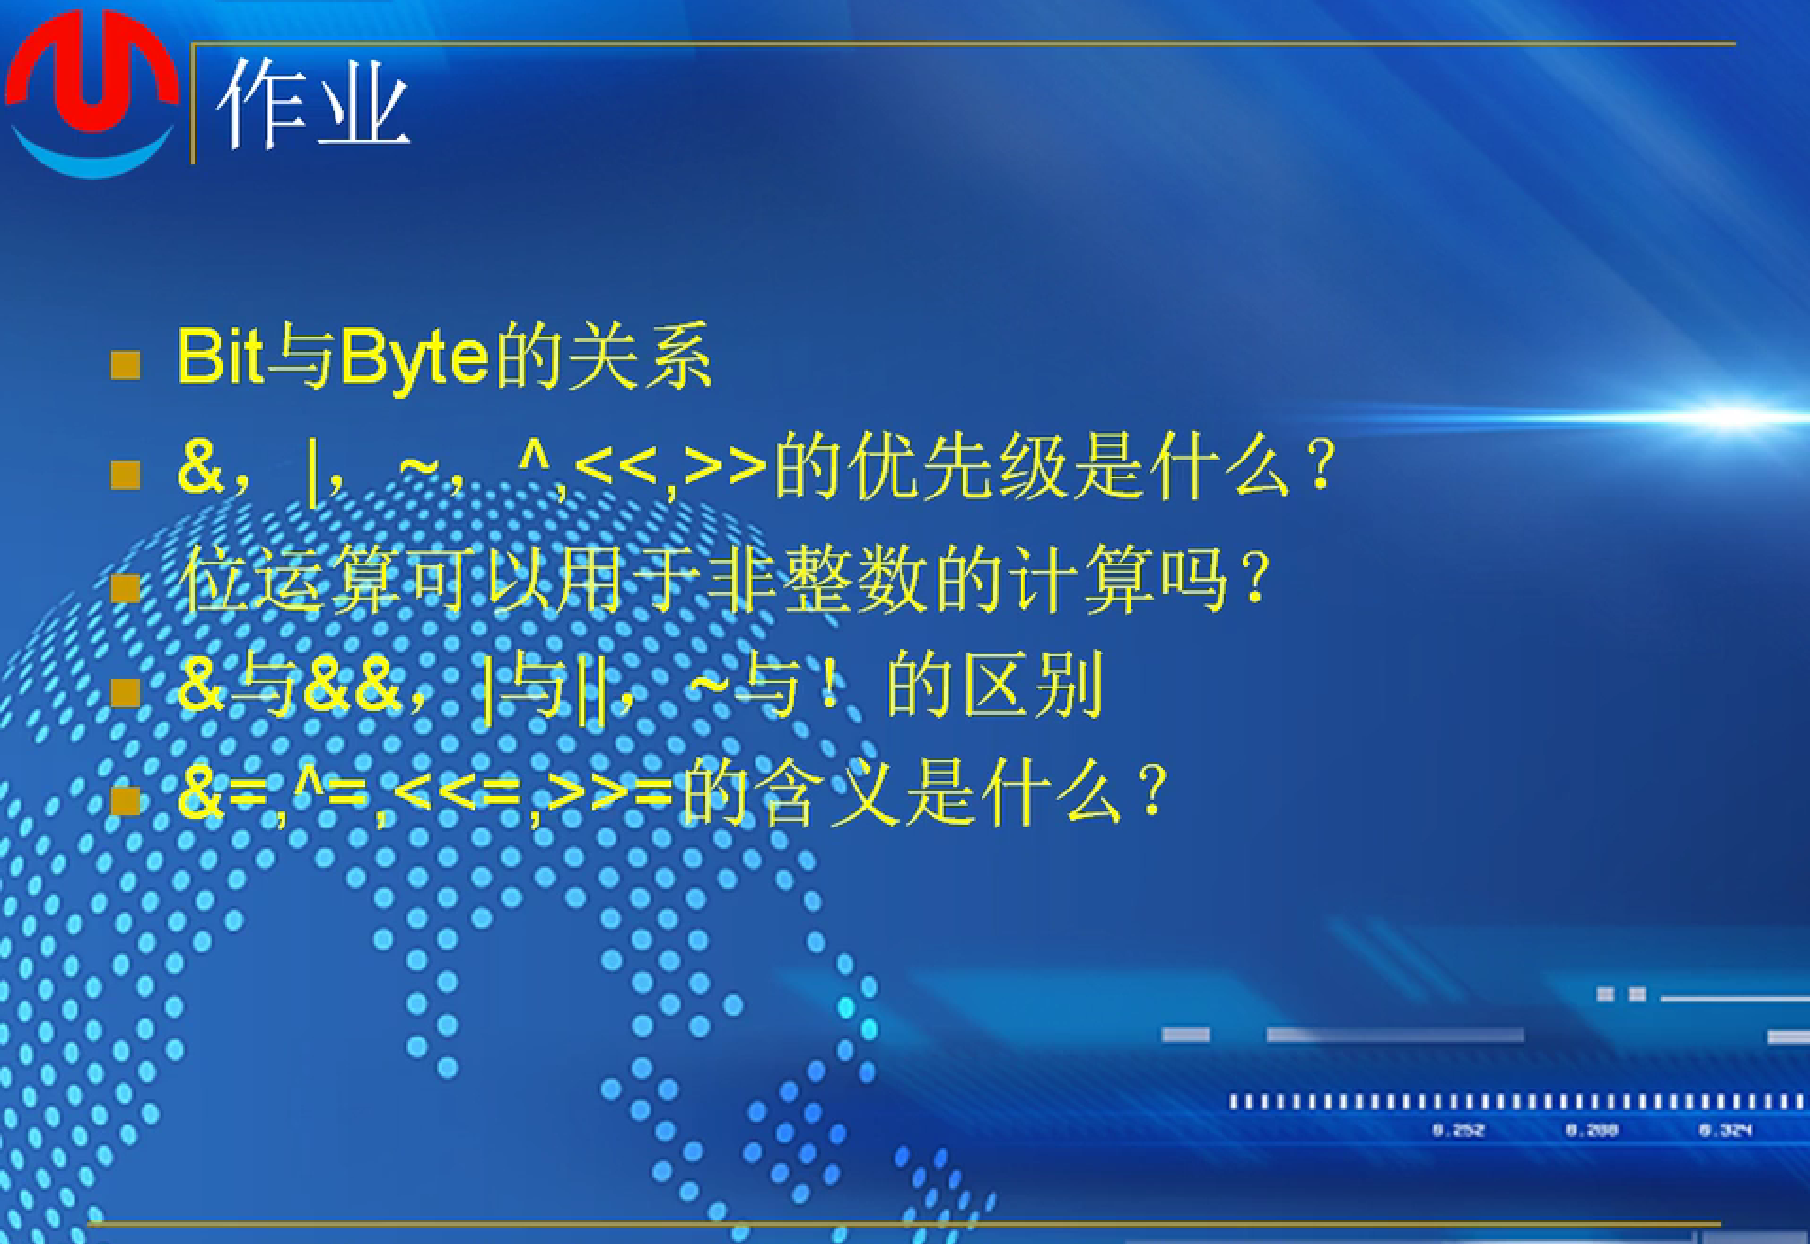 作业
Bit与Byte的关系
&，|，~，^,<<,>>的优先级是什么？
位运算可以用于非整数的计算吗？
&与&&，|与||，~与！的区别
&=,^=,<<=,>>=的含义是什么？
0.252 0.288 0.324